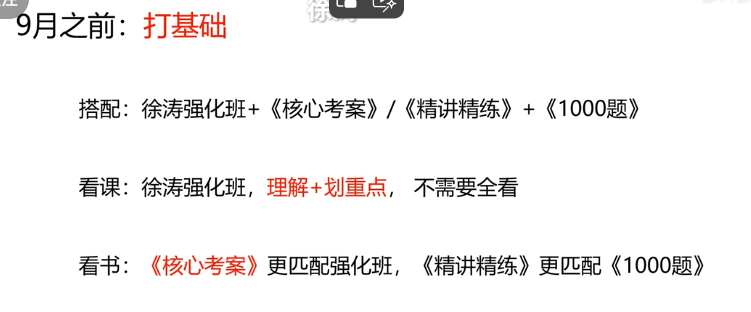 9月之前：打基础
搭配：徐涛强化班+《核心考案》/《精讲精练》+《1000题》
看课：徐涛强化班，理解+划重点， 不需要全看
看书：《核心考案》更匹配强化班，《精讲精练》更匹配《1000题》